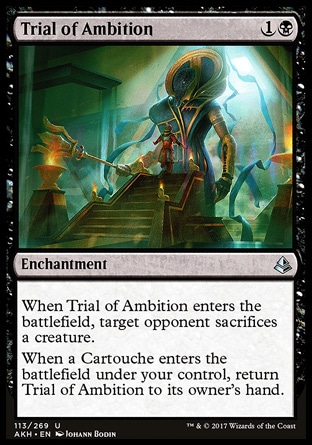 Trial of Ambition 1
Enchantment
When Trial of Ambition enters the
battlefield, target opponent sacrifices
a creature.
When a Cartouche enters the
battlefield under your control, return
Trial of Ambition to its owner's hand.
113/269 U
AKH • EN Johann Bodin
™ & © 2017 Wizards of the Coast